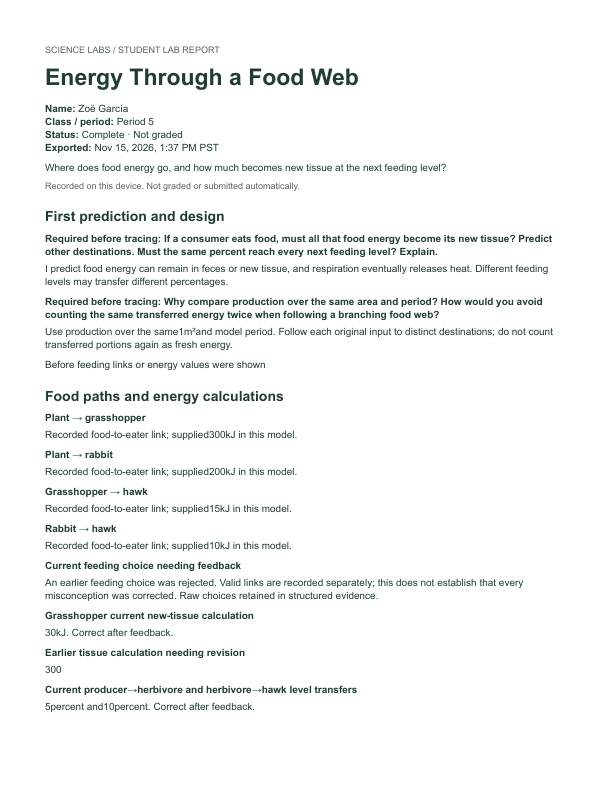 SCIENCE LABS / STUDENT LAB REPORT
Energy Through a Food Web
Name: Zoë García
Class / period: Period 5
Status: Complete · Not graded
Exported: Nov 15, 2026, 1:37 PM PST
Where does food energy go, and how much becomes new tissue at the next feeding level?
Recorded on this device. Not graded or submitted automatically.
First prediction and design
Required before tracing: If a consumer eats food, must all that food energy become its new tissue? Predict
other destinations. Must the same percent reach every next feeding level? Explain.
I predict food energy can remain in feces or new tissue, and respiration eventually releases heat. Different feeding
levels may transfer different percentages.
Required before tracing: Why compare production over the same area and period? How would you avoid
counting the same transferred energy twice when following a branching food web?
Use production over the same1m²and model period. Follow each original input to distinct destinations; do not count
transferred portions again as fresh energy.
Before feeding links or energy values were shown
Food paths and energy calculations
Plant → grasshopper
Recorded food-to-eater link; supplied300kJ in this model.
Plant → rabbit
Recorded food-to-eater link; supplied200kJ in this model.
Grasshopper → hawk
Recorded food-to-eater link; supplied15kJ in this model.
Rabbit → hawk
Recorded food-to-eater link; supplied10kJ in this model.
Current feeding choice needing feedback
An earlier feeding choice was rejected. Valid links are recorded separately; this does not establish that every
misconception was corrected. Raw choices retained in structured evidence.
Grasshopper current new-tissue calculation
30kJ. Correct after feedback.
Earlier tissue calculation needing revision
300
Current producer→herbivore and herbivore→hawk level transfers
5percent and10percent. Correct after feedback.